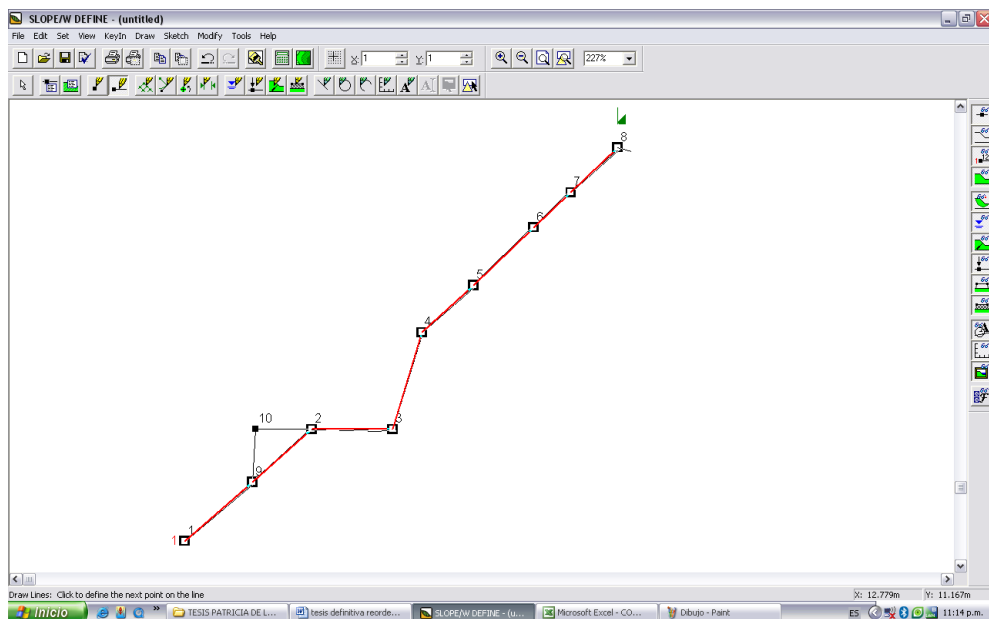 SLOPE/W DEFINE - (untitled)
File Edit Set View KeyIn Draw Sketch Modify Tools Help
x: 1 y: 1 227%
8
7
6
5
4
10 2 3
9
1 1
Draw Lines: Click to define the next point on the line X: 12.779m Y: 11.167m
Inicio » TESIS PATRICIA DE L... tesis definitiva reorde... SLOPE/W DEFINE - (u... Microsoft Excel - CO... Dibujo - Paint ES 11:14 p.m.